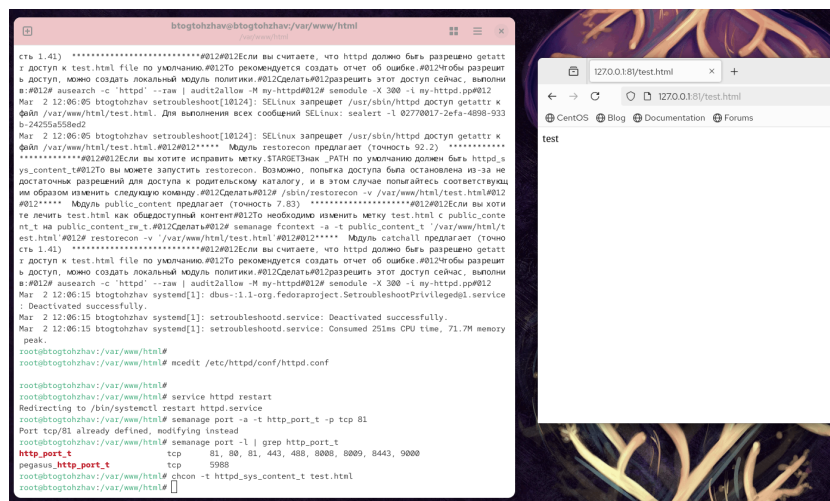 btogtohzhav@btogtohzhav:/var/www/html
/var/www/html
сть 1.41)  ***************************#012#012Если вы считаете, что httpd должно быть разрешено getatt
r доступ к test.html file по умолчанию.#012То рекомендуется создать отчет об ошибке.#012Чтобы разрешит
ь доступ, можно создать локальный модуль политики.#012Сделать#012разрешить этот доступ сейчас, выполни
в:#012# ausearch -c 'httpd' --raw | audit2allow -M my-httpd#012# semodule -X 300 -i my-httpd.pp#012
Mar  2 12:06:05 btogtohzhav setroubleshoot[10124]: SELinux запрещает /usr/sbin/httpd доступ getattr к
файл /var/www/html/test.html. Для выполнения всех сообщений SELinux: sealert -l 02770017-2efa-4898-933
b-24255a558ed2
Mar  2 12:06:05 btogtohzhav setroubleshoot[10124]: SELinux запрещает /usr/sbin/httpd доступ getattr к
файл /var/www/html/test.html.#012#012*****  Модуль restorecon предлагает (точность 92.2)  ************
*************#012#012Если вы хотите исправить метку.$TARGETЗнак _PATH по умолчанию должен быть httpd_s
ys_content_t#012То вы можете запустить restorecon. Возможно, попытка доступа была остановлена из-за не
достаточных разрешений для доступа к родительскому каталогу, и в этом случае попытайтесь соответствующ
им образом изменить следующую команду.#012Сделать#012# /sbin/restorecon -v /var/www/html/test.html#012
#012*****  Модуль public_content предлагает (точность 7.83)  ********************#012#012Если вы хоти
те лечить test.html как общедоступный контент#012То необходимо изменить метку test.html с public_conte
nt_t на public_content_rw_t.#012Сделать#012# semanage fcontext -a -t public_content_t '/var/www/html/t
est.html'#012# restorecon -v '/var/www/html/test.html'#012#012*****  Модуль catchall предлагает (точно
сть 1.41)  ***************************#012#012Если вы считаете, что httpd должно быть разрешено getatt
r доступ к test.html file по умолчанию.#012То рекомендуется создать отчет об ошибке.#012Чтобы разрешит
ь доступ, можно создать локальный модуль политики.#012Сделать#012разрешить этот доступ сейчас, выполни
в:#012# ausearch -c 'httpd' --raw | audit2allow -M my-httpd#012# semodule -X 300 -i my-httpd.pp#012
Mar  2 12:06:15 btogtohzhav systemd[1]: dbus-:1.1-org.fedoraproject.SetroubleshootPrivileged@1.service
: Deactivated successfully.
Mar  2 12:06:15 btogtohzhav systemd[1]: setroubleshootd.service: Deactivated successfully.
Mar  2 12:06:15 btogtohzhav systemd[1]: setroubleshootd.service: Consumed 251ms CPU time, 71.7M memory
 peak.
root@btogtohzhav:/var/www/html#
root@btogtohzhav:/var/www/html# mcedit /etc/httpd/conf/httpd.conf
root@btogtohzhav:/var/www/html#
root@btogtohzhav:/var/www/html# service httpd restart
Redirecting to /bin/systemctl restart httpd.service
root@btogtohzhav:/var/www/html# semanage port -a -t http_port_t -p tcp 81
Port tcp/81 already defined, modifying instead
root@btogtohzhav:/var/www/html# semanage port -l | grep http_port_t
http_port_t                    tcp      81, 80, 81, 443, 488, 8008, 8009, 8443, 9000
pegasus_http_port_t            tcp      5988
root@btogtohzhav:/var/www/html# chcon -t httpd_sys_content_t test.html
root@btogtohzhav:/var/www/html#
127.0.0.1:81/test.html
127.0.0.1:81/test.html
CentOS Blog Documentation Forums
test